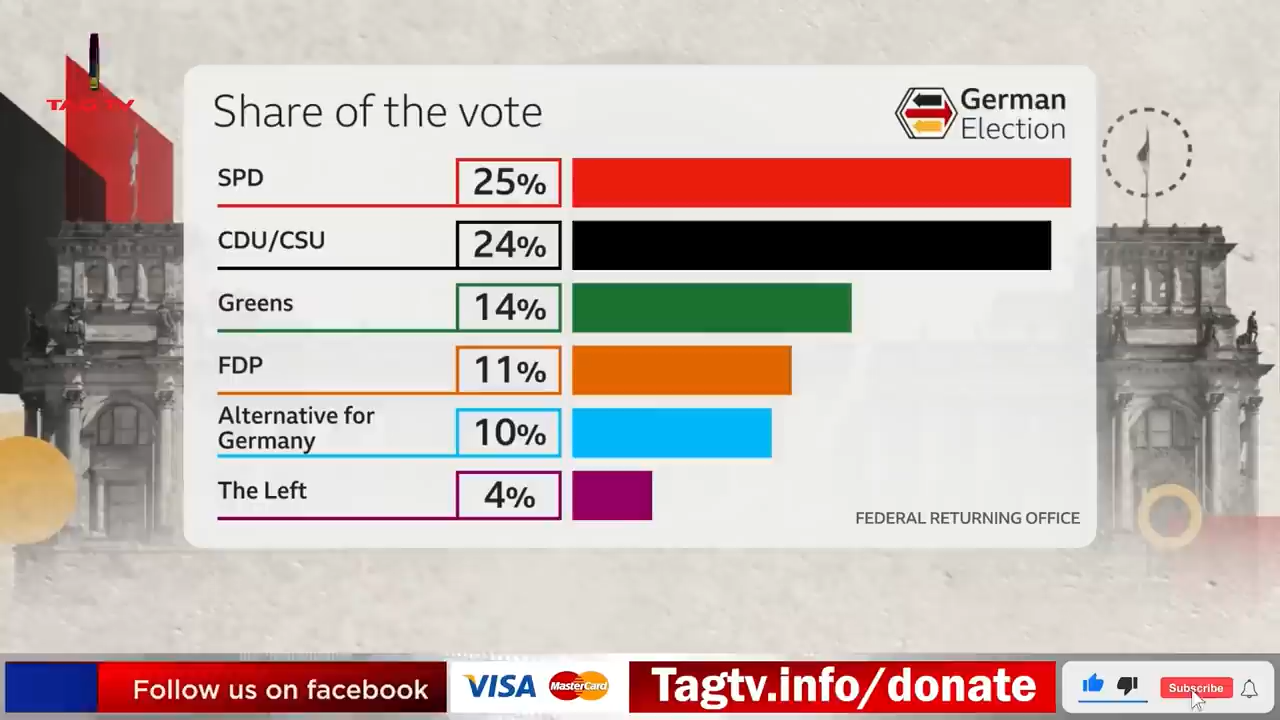 TAG TV
Share of the vote
German
Election
SPD 25%
CDU/CSU 24%
Greens 14%
FDP 11%
Alternative for
Germany 10%
The Left 4%
FEDERAL RETURNING OFFICE
Follow us on facebook VISA MasterCard Tagtv.info/donate Subscribe